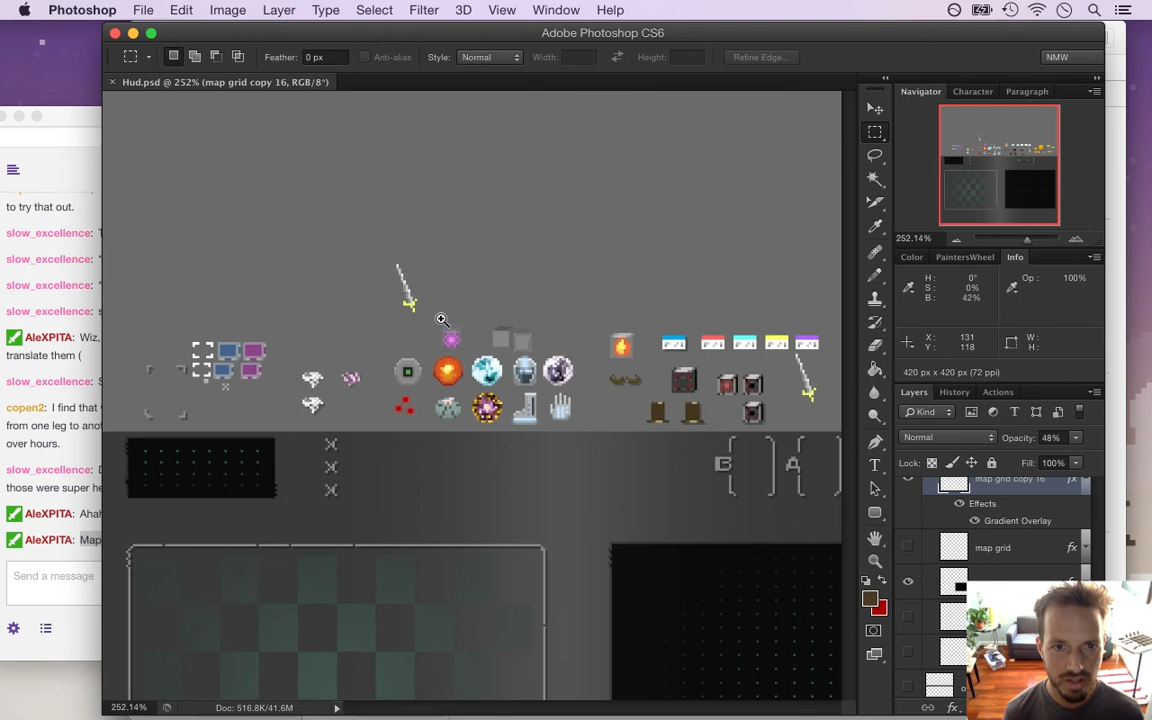 Photoshop File Edit Image Layer Type Select Filter 3D View Window Help
Adobe Photoshop CS6
Feather: 0 px Anti-alias Style: Normal Width: Height: Refine Edge... NMW
× Hud.psd @ 252% (map grid copy 16, RGB/8*)
Navigator Character Paragraph
252.14%
Color PaintersWheel Info
H: 0°
S: 0%
B: 42%
Op: 100%
X: 131
Y: 118
W:
H:
420 px x 420 px (72 ppi)
Layers History Actions
Kind
Normal Opacity: 48%
Lock: Fill: 100%
map grid copy 16 fx
Effects
Gradient Overlay
map grid fx
to try that out.
slow_excellence:
slow_excellence:
slow_excellence:
slow_excellence:
AleXPITA: Wiz,
translate them (
slow_excellence:
copen2: I find that
from one leg to
over hours.
slow_excellence:
those were super
AleXPITA:
AleXPITA: Map
Send a message
X
X
X
B A
252.14% Doc: 516.8K/41.6M